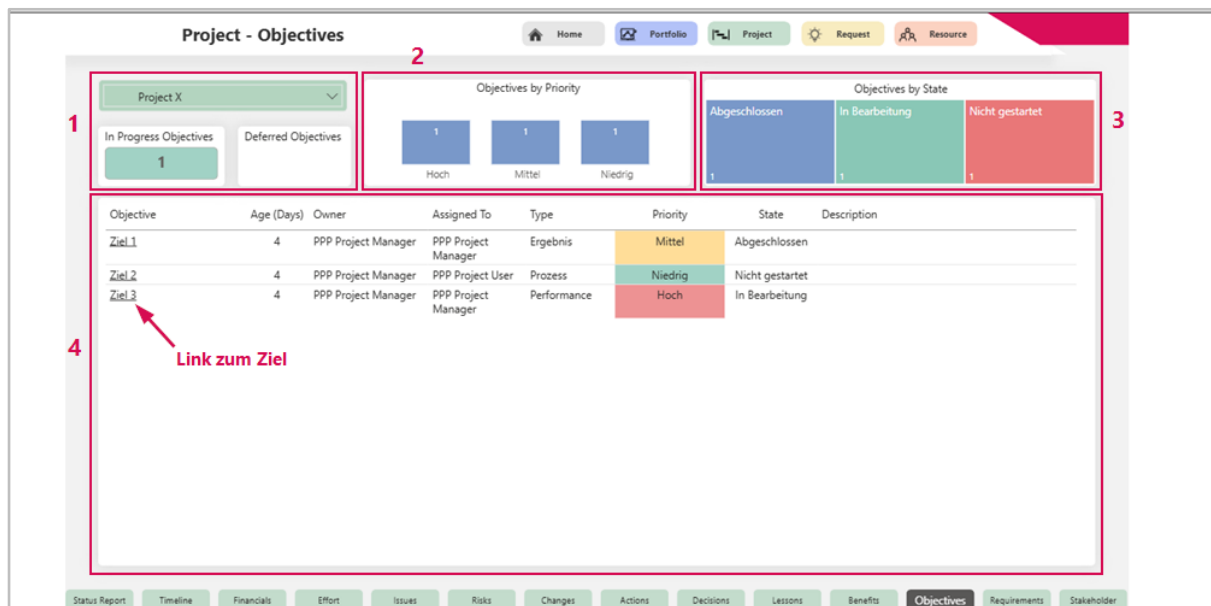 Project - Objectives
Home
Portfolio
Project
Request
Resource
1
2
3
Project X
In Progress Objectives
1
Deferred Objectives
Objectives by Priority
1 1 1
Hoch Mittel Niedrig
Objectives by State
Abgeschlossen In Bearbeitung Nicht gestartet
1 1 1
4
Objective Age (Days) Owner Assigned To Type Priority State Description
Ziel 1 4 PPP Project Manager PPP Project Ergebnis Mittel Abgeschlossen
Manager
Ziel 2 4 PPP Project Manager PPP Project User Prozess Niedrig Nicht gestartet
Ziel 3 4 PPP Project Manager PPP Project Performance Hoch In Bearbeitung
Manager
Link zum Ziel
Status Report Timeline Financials Effort Issues Risks Changes Actions Decisions Lessons Benefits Objectives Requirements Stakeholder